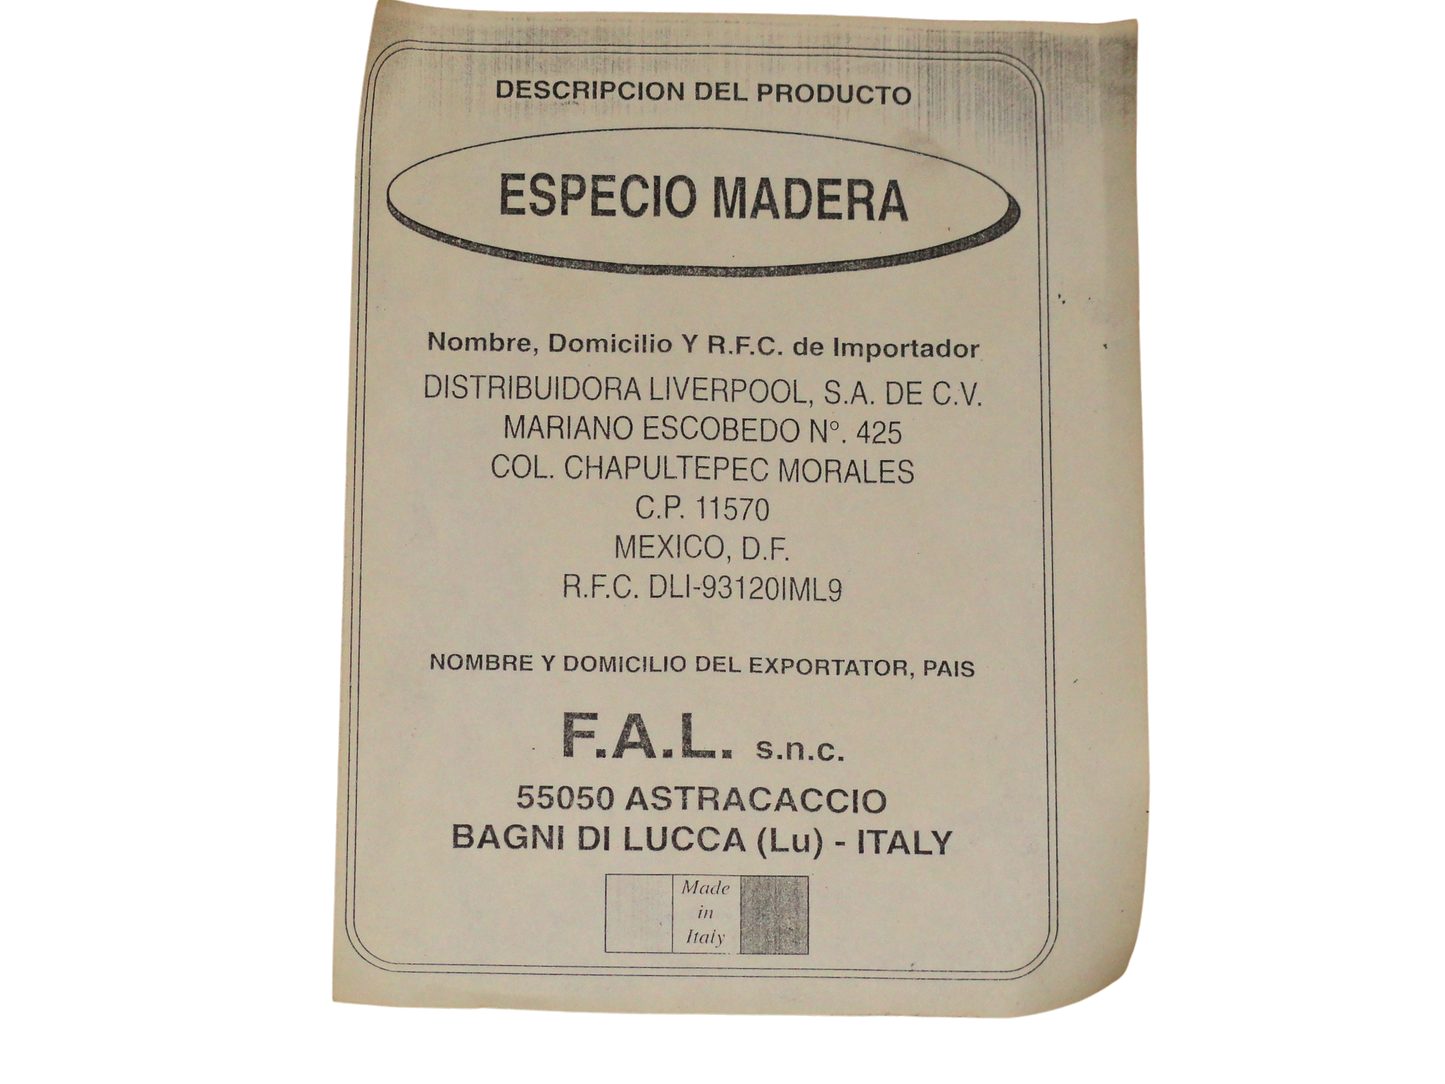 DESCRIPCION DEL PRODUCTO
ESPECIO MADERA
Nombre, Domicilio Y R.F.C. de Importador
DISTRIBUIDORA LIVERPOOL, S.A. DE C.V.
MARIANO ESCOBEDO Nº. 425
COL. CHAPULTEPEC MORALES
C.P. 11570
MEXICO, D.F.
R.F.C. DLI-93120IML9
NOMBRE Y DOMICILIO DEL EXPORTATOR, PAIS
F.A.L. s.n.c.
55050 ASTRACACCIO
BAGNI DI LUCCA (Lu) - ITALY
Made
in
Italy